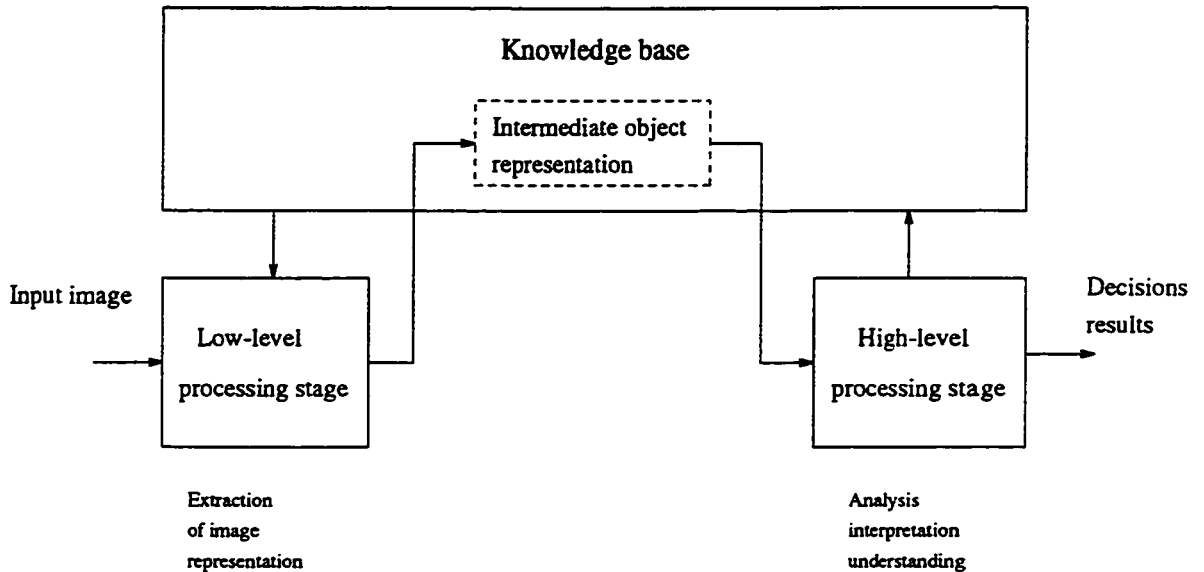 Knowledge base
Intermediate object
representation
Input image
Low-level
processing stage
High-level
processing stage
Decisions
results
Extraction
of image
representation
Analysis
interpretation
understanding